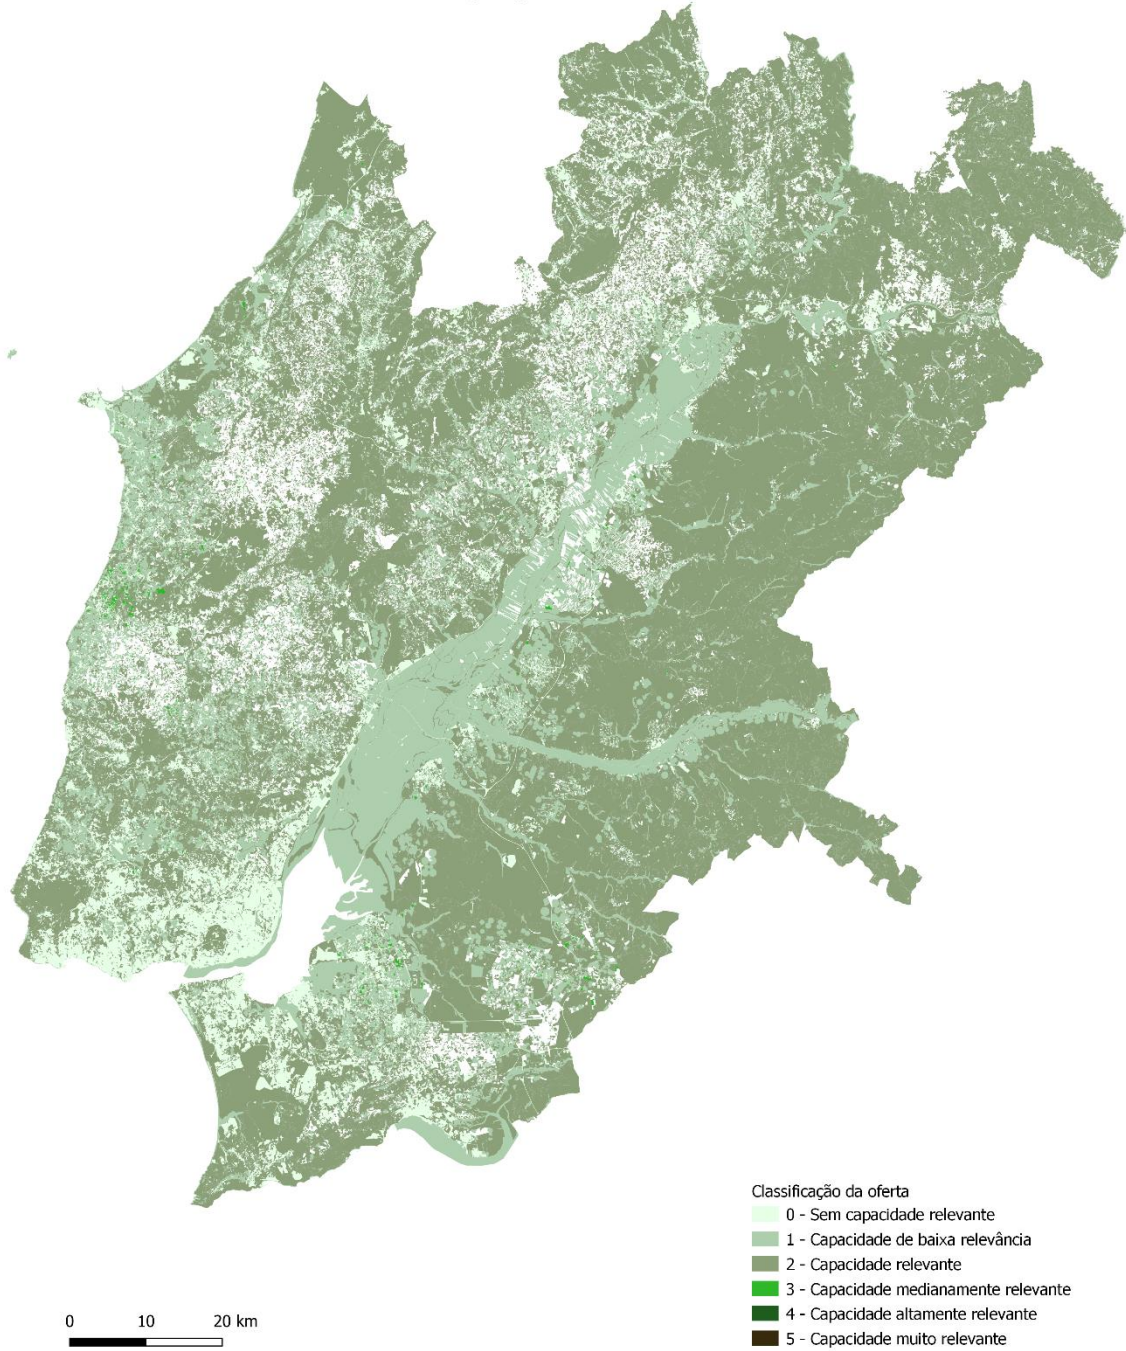 Classificação da oferta
0 - Sem capacidade relevante
1 - Capacidade de baixa relevância
2 - Capacidade relevante
3 - Capacidade medianamente relevante
4 - Capacidade altamente relevante
5 - Capacidade muito relevante
0 10 20 km